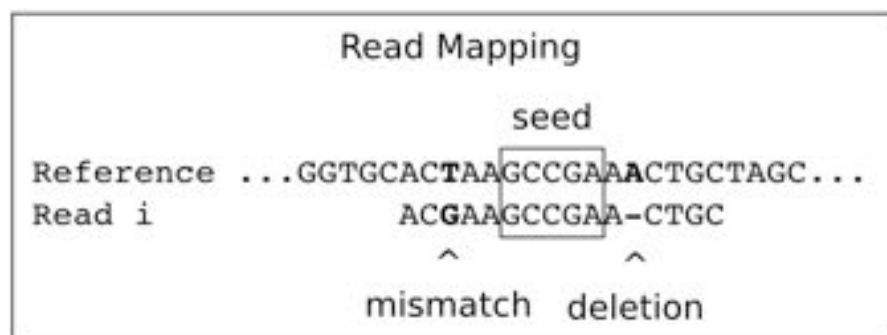 Read Mapping
seed
Reference ...GGTGCACTAAGCCGAAACTGCTAGC...
Read i ACGAAGCCGAA-CTGC
^ ^
mismatch deletion